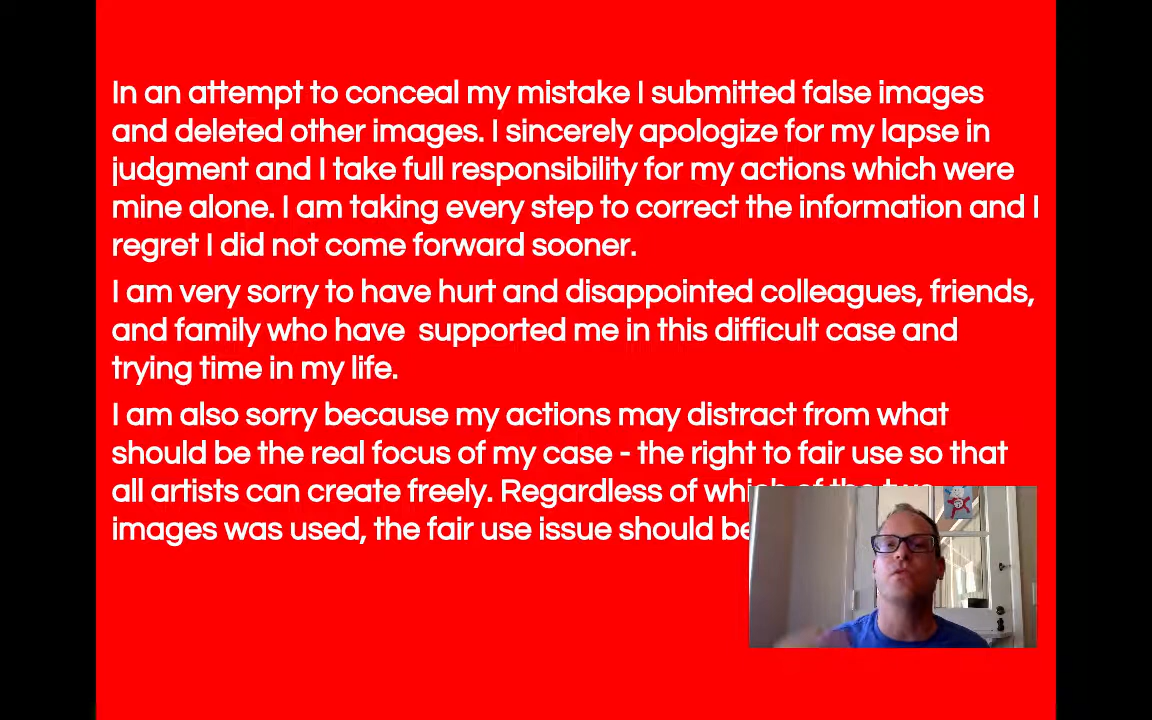 In an attempt to conceal my mistake I submitted false images
and deleted other images. I sincerely apologize for my lapse in
judgment and I take full responsibility for my actions which were
mine alone. I am taking every step to correct the information and I
regret I did not come forward sooner.
I am very sorry to have hurt and disappointed colleagues, friends,
and family who have supported me in this difficult case and
trying time in my life.
I am also sorry because my actions may distract from what
should be the real focus of my case - the right to fair use so that
all artists can create freely. Regardless of which of the two
images was used, the fair use issue should be